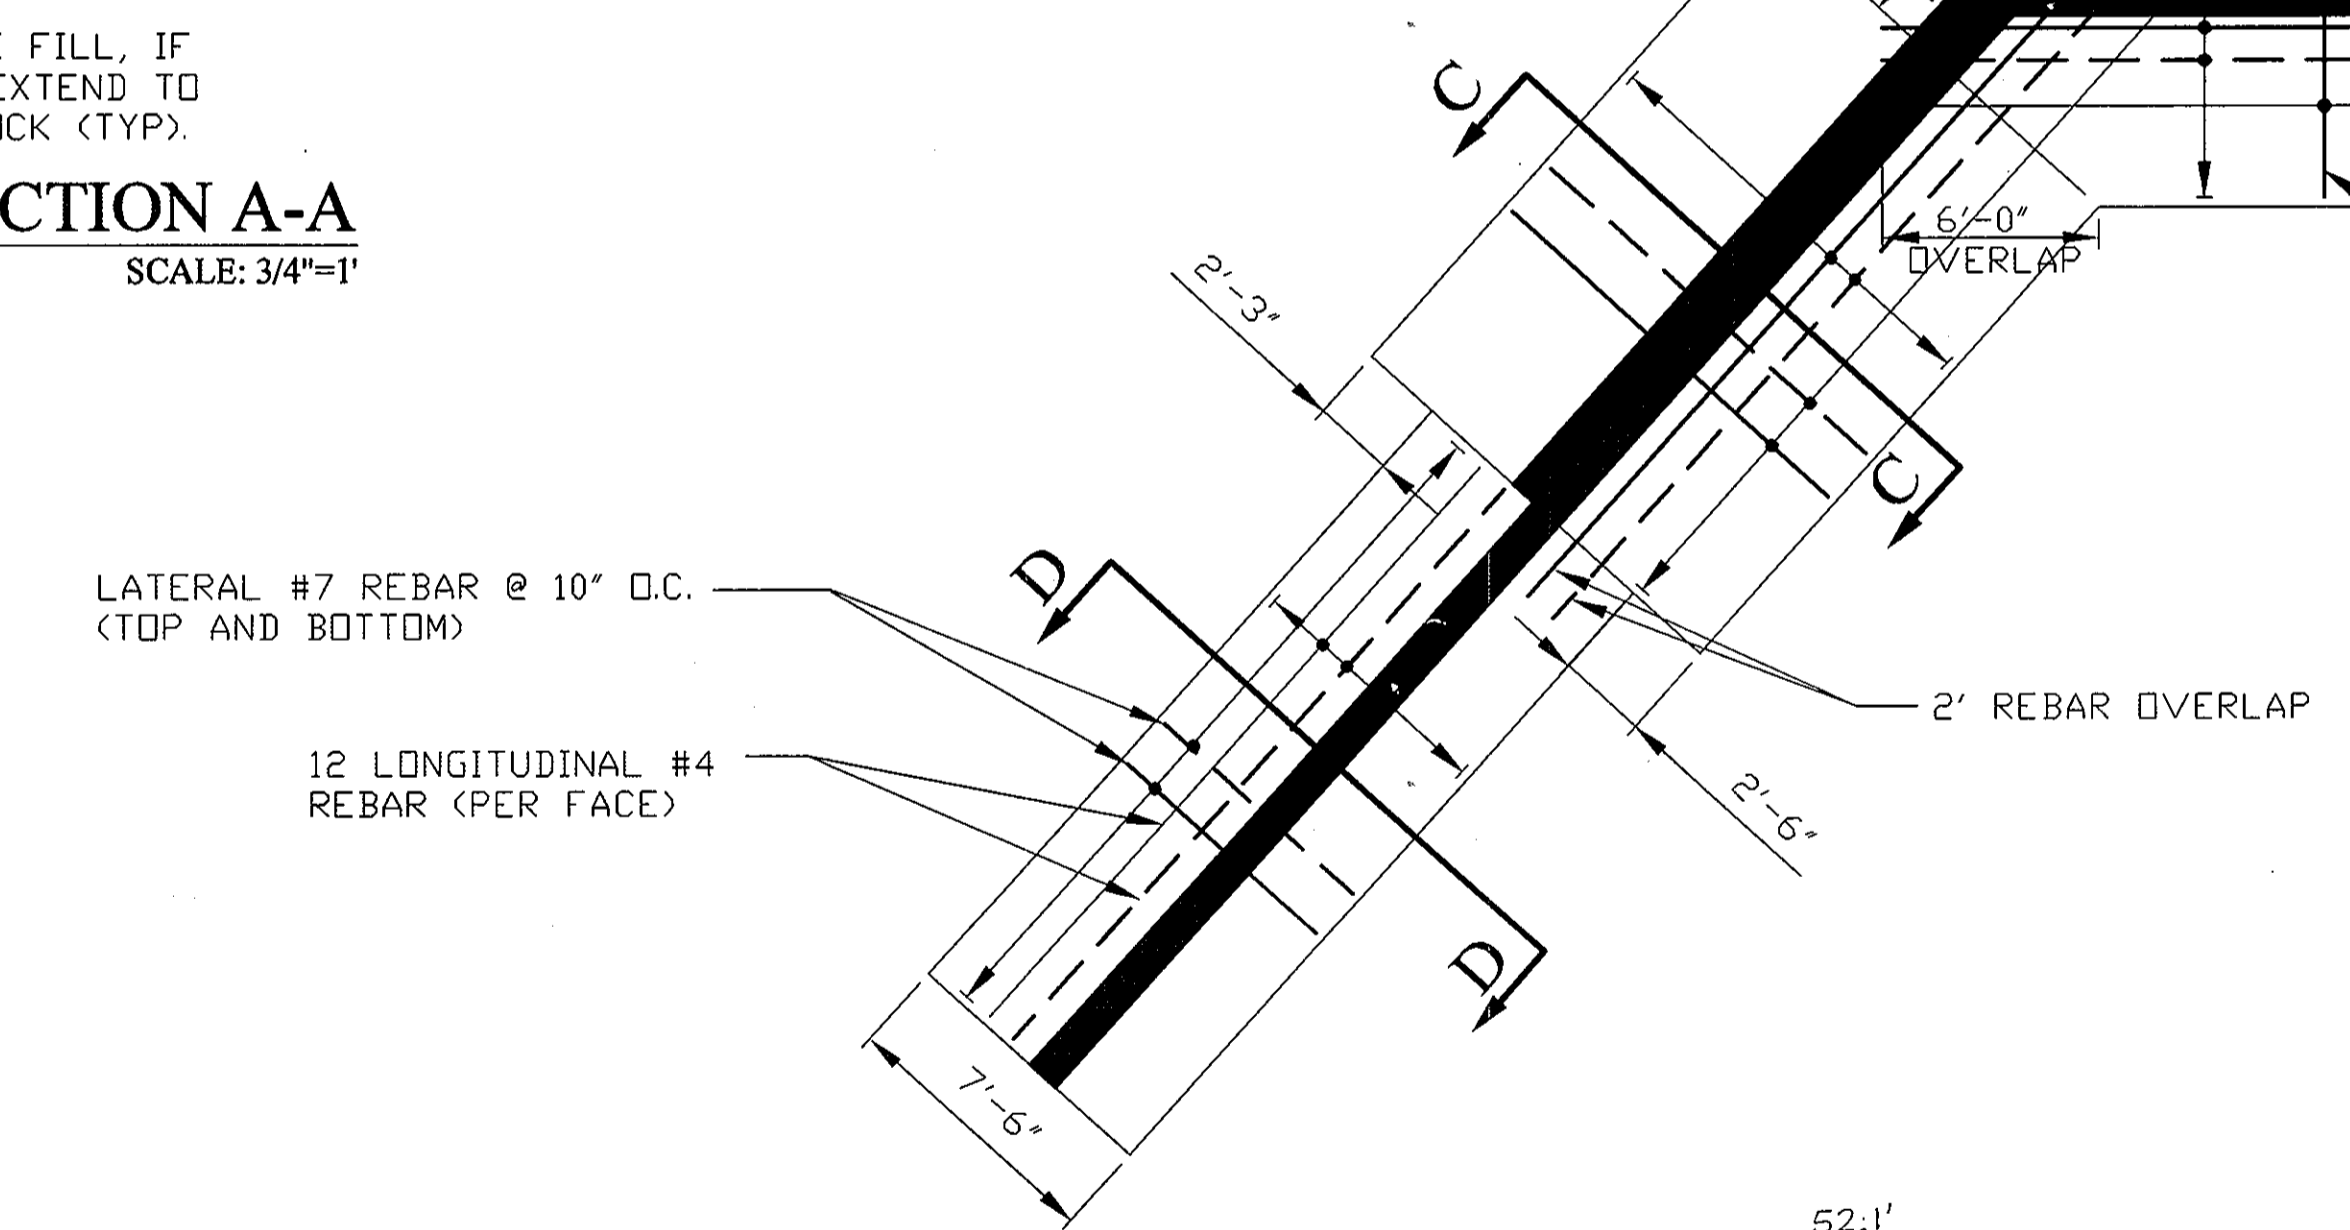 FILL, IF
EXTEND TO
CK (TYP).
CTION A-A
SCALE: 3/4"=1'
C
6'-0"
OVERLAP
2'-3"
C
D
LATERAL #7 REBAR @ 10" O.C.
(TOP AND BOTTOM)
2' REBAR OVERLAP
12 LONGITUDINAL #4
REBAR (PER FACE)
2'-6"
D
7'-6"
52.1'